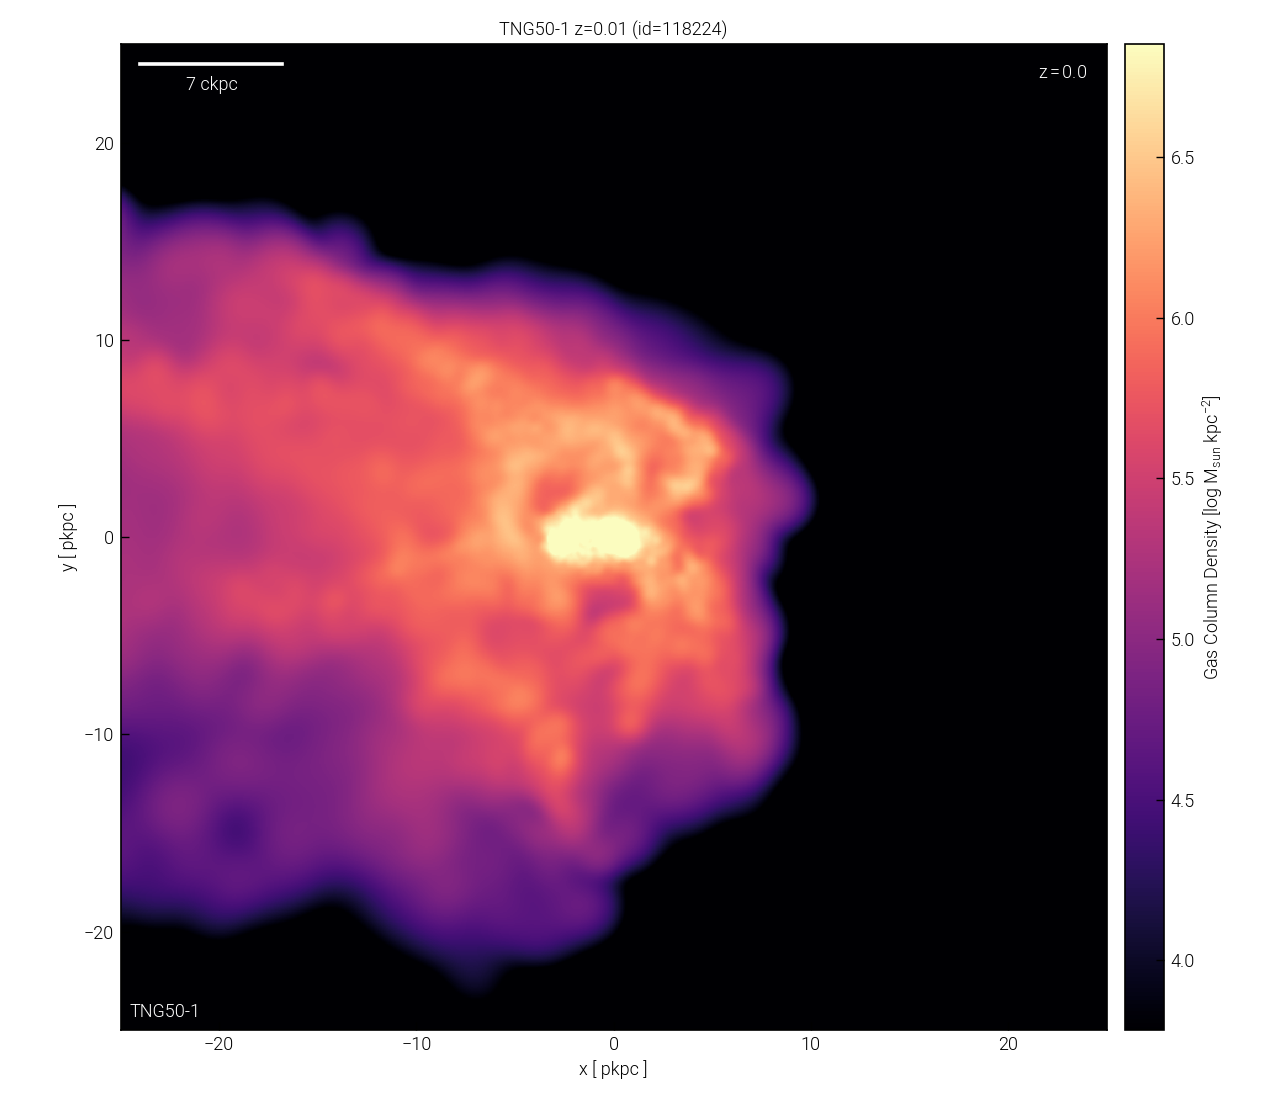 TNG50-1 z=0.01 (id=118224)
7 ckpc
z=0.0
TNG50-1
20
10
0
−10
−20
y [ pkpc ]
−20
−10
0
10
20
x [ pkpc ]
6.5
6.0
5.5
5.0
4.5
4.0
Gas Column Density [log Msun kpc−2]